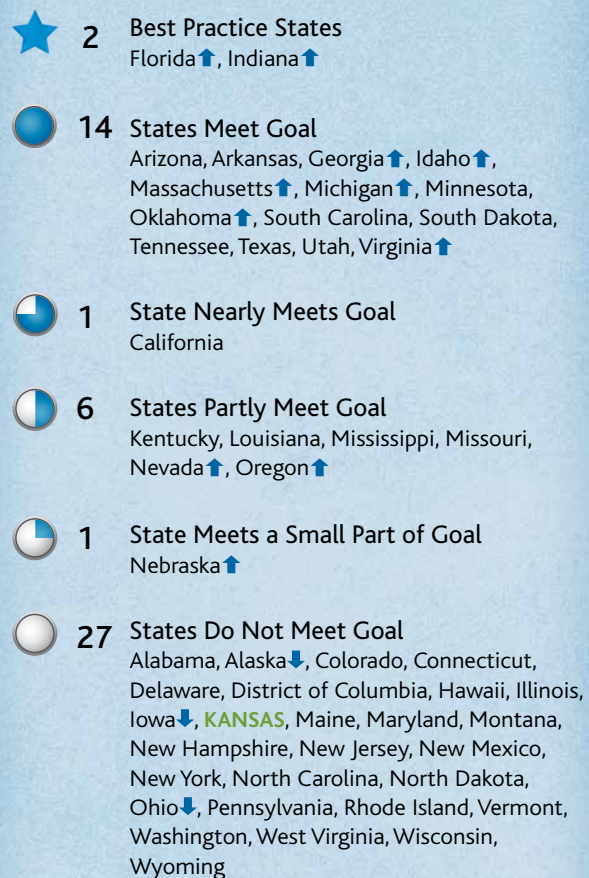 2 Best Practice States
Florida⬆, Indiana⬆
14 States Meet Goal
Arizona, Arkansas, Georgia⬆, Idaho⬆,
Massachusetts⬆, Michigan⬆, Minnesota,
Oklahoma⬆, South Carolina, South Dakota,
Tennessee, Texas, Utah, Virginia⬆
1 State Nearly Meets Goal
California
6 States Partly Meet Goal
Kentucky, Louisiana, Mississippi, Missouri,
Nevada⬆, Oregon⬆
1 State Meets a Small Part of Goal
Nebraska⬆
27 States Do Not Meet Goal
Alabama, Alaska⬇, Colorado, Connecticut,
Delaware, District of Columbia, Hawaii, Illinois,
Iowa⬇, KANSAS, Maine, Maryland, Montana,
New Hampshire, New Jersey, New Mexico,
New York, North Carolina, North Dakota,
Ohio⬇, Pennsylvania, Rhode Island, Vermont,
Washington, West Virginia, Wisconsin,
Wyoming